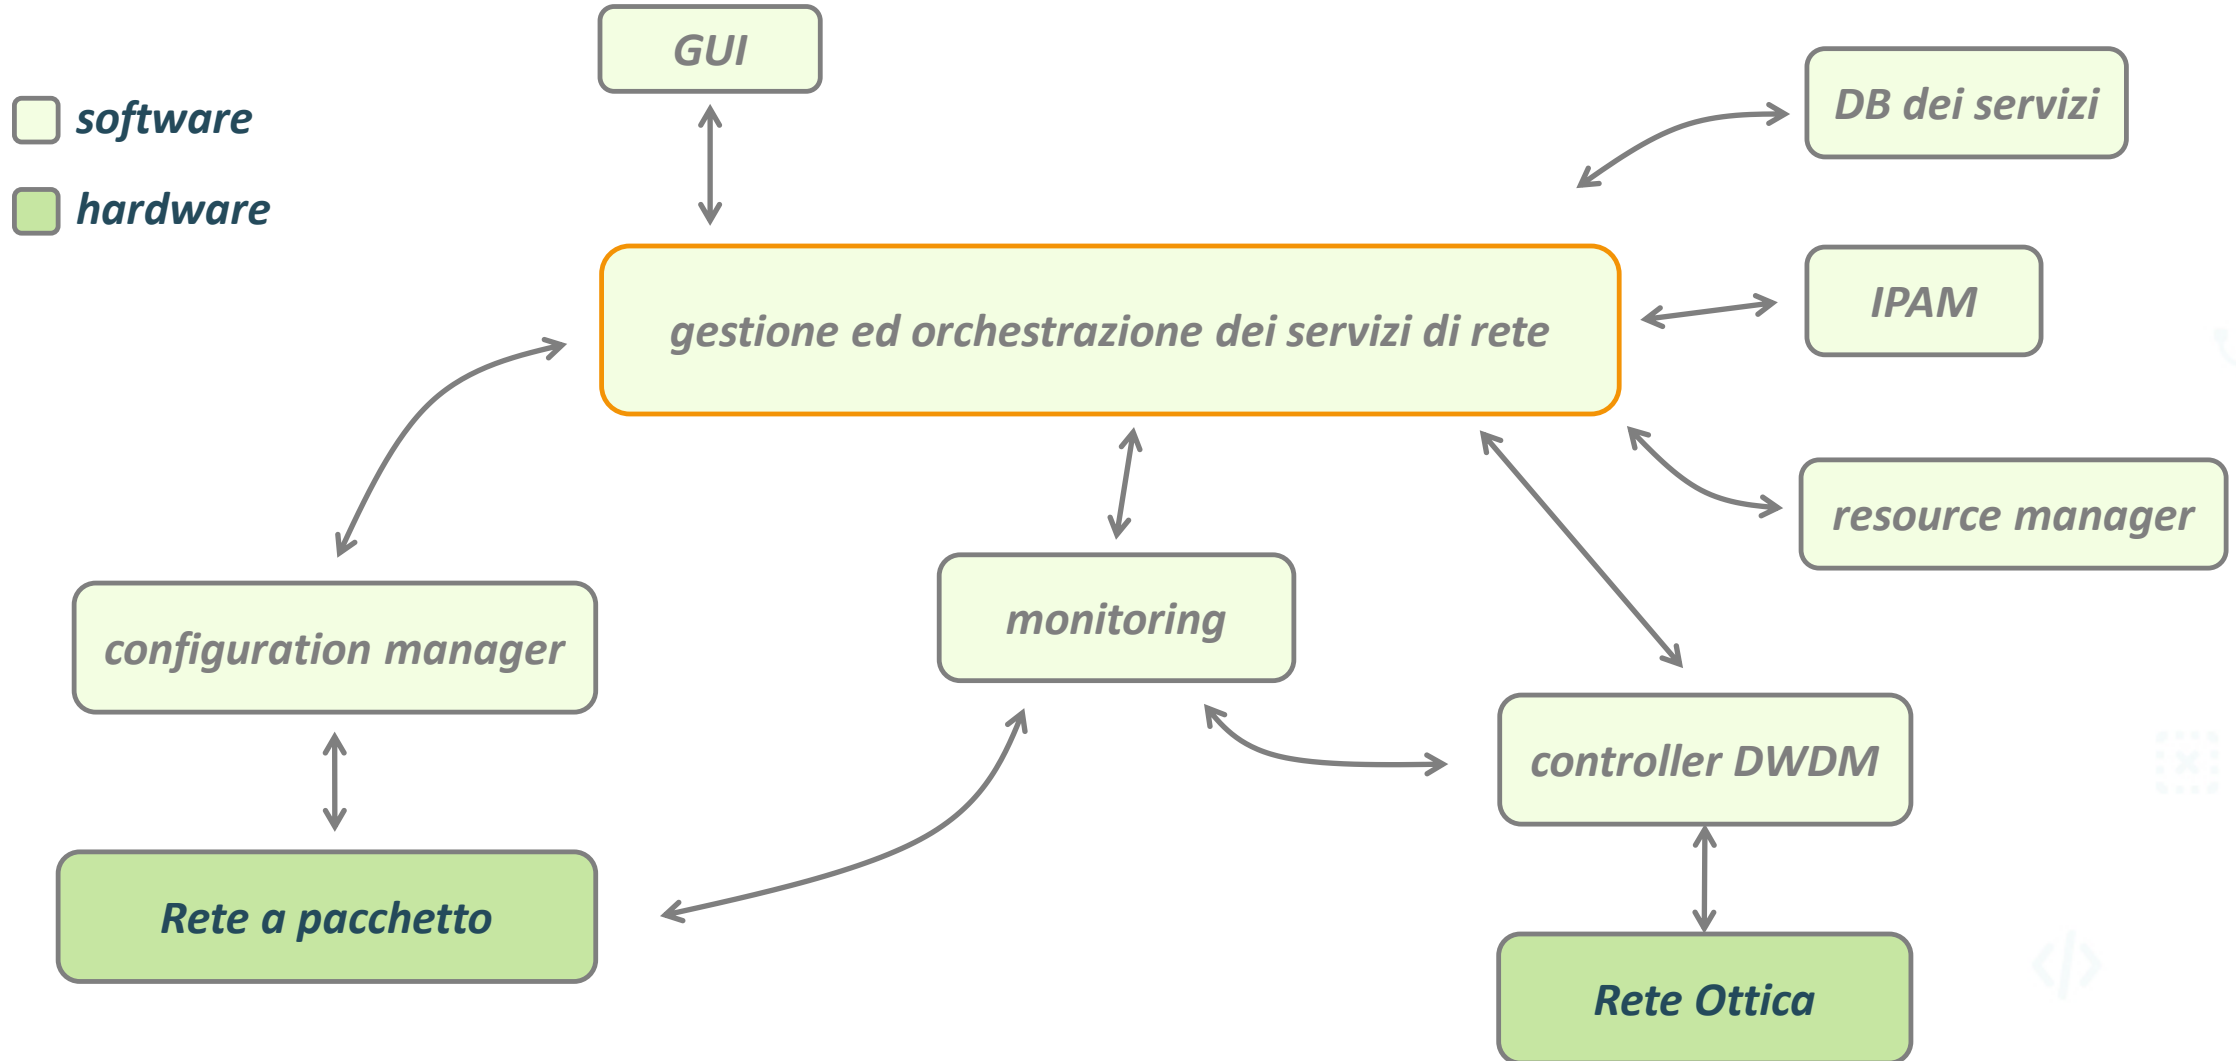 GUI
DB dei servizi
software
hardware
gestione ed orchestrazione dei servizi di rete
IPAM
resource manager
monitoring
configuration manager
controller DWDM
Rete a pacchetto
Rete Ottica